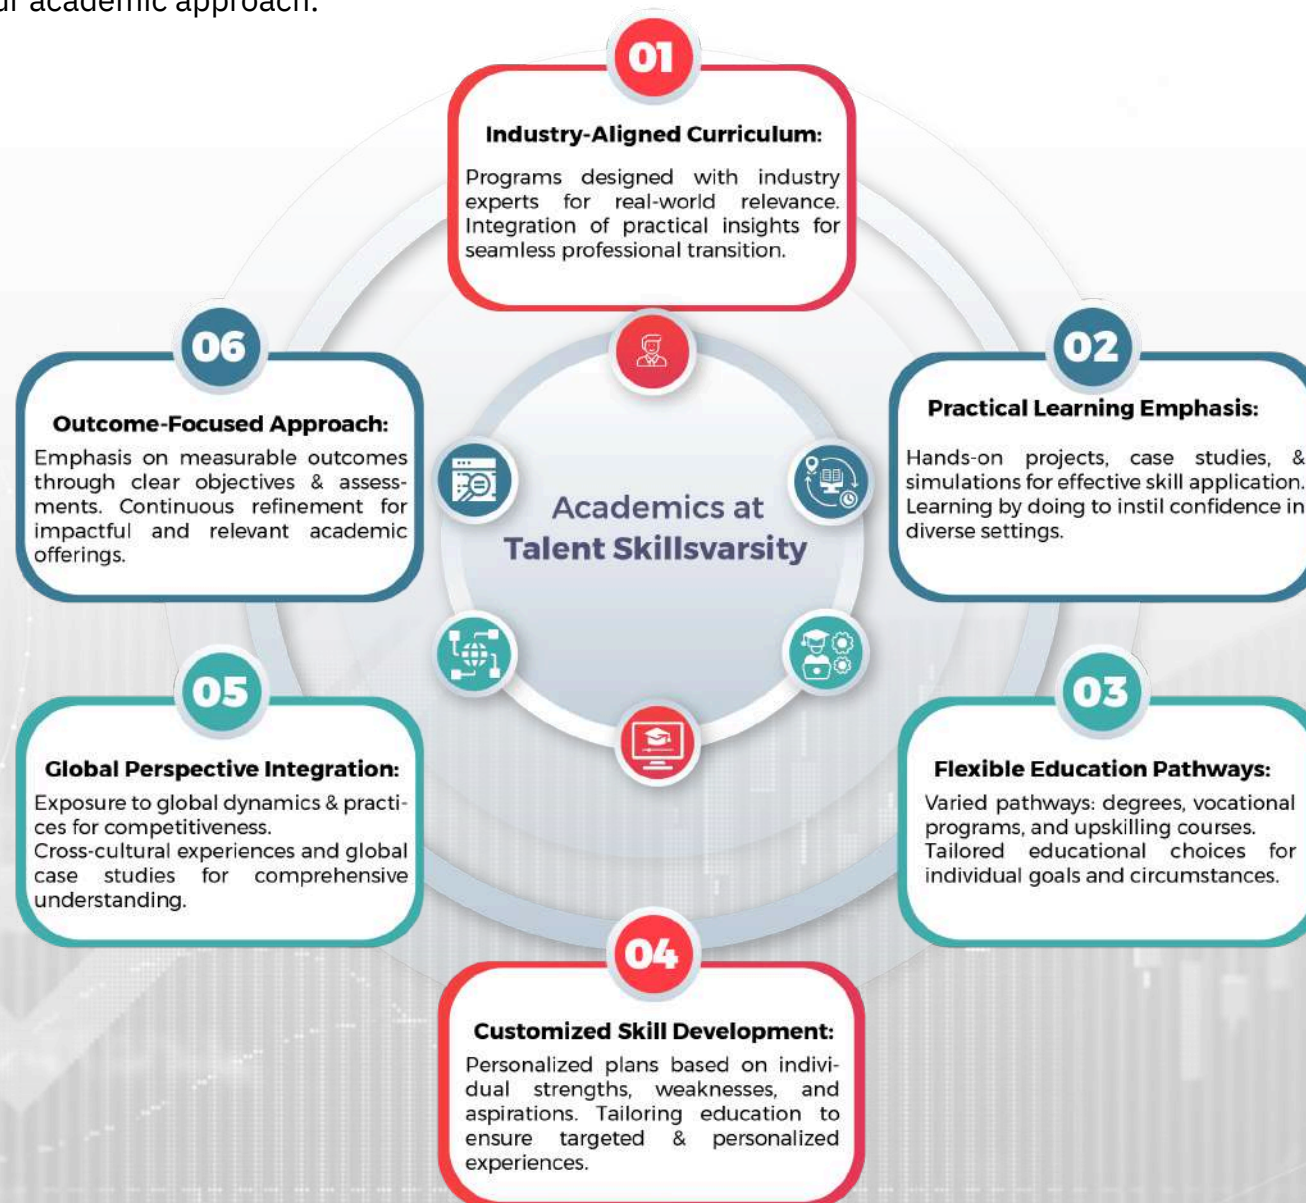 academic approach.
01
Industry-Aligned Curriculum:
Programs designed with industry
experts for real-world relevance.
Integration of practical insights for
seamless professional transition.
06
Outcome-Focused Approach:
Emphasis on measurable outcomes
through clear objectives & assess-
ments. Continuous refinement for
impactful and relevant academic
offerings.
02
Practical Learning Emphasis:
Hands-on projects, case studies, &
simulations for effective skill application.
Learning by doing to instil confidence in
diverse settings.
Academics at
Talent Skillsvarsity
05
Global Perspective Integration:
Exposure to global dynamics & practi-
ces for competitiveness.
Cross-cultural experiences and global
case studies for comprehensive
understanding.
03
Flexible Education Pathways:
Varied pathways: degrees, vocational
programs, and upskilling courses.
Tailored educational choices for
individual goals and circumstances.
04
Customized Skill Development:
Personalized plans based on indivi-
dual strengths, weaknesses, and
aspirations. Tailoring education to
ensure targeted & personalized
experiences.